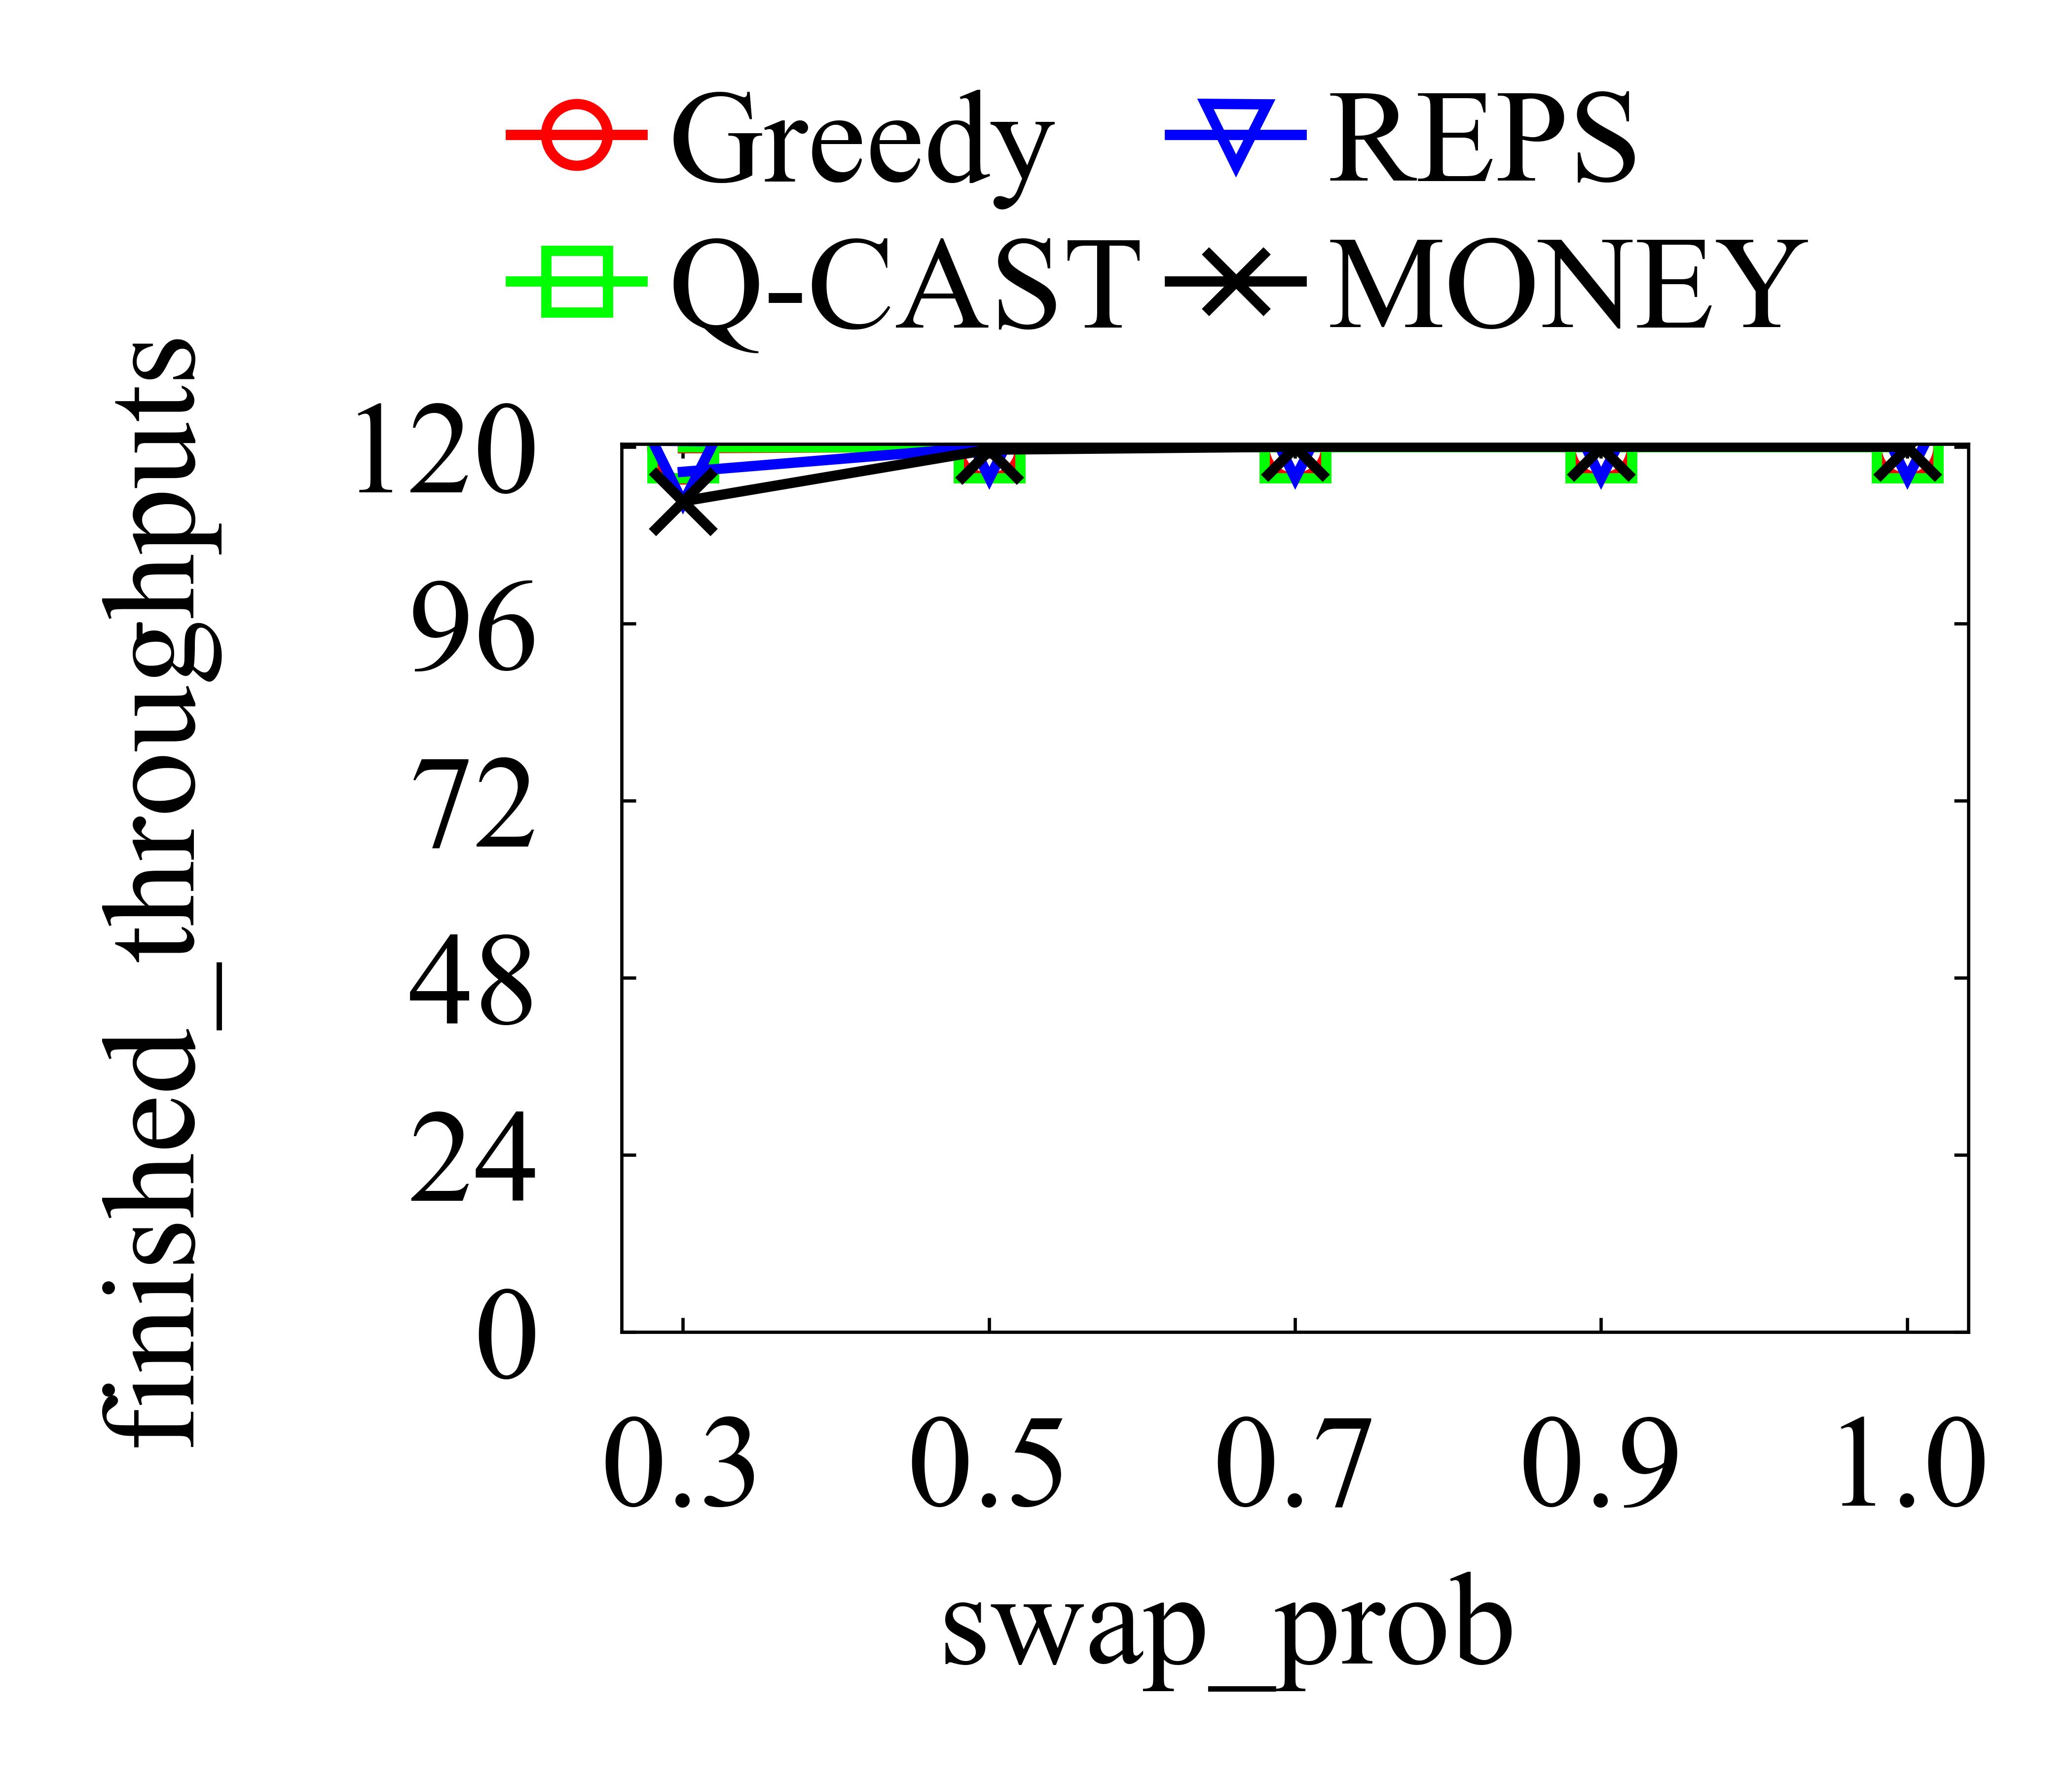 Greedy REPS
Q-CAST MONEY
finished_throughputs
120
96
72
48
24
0
0.3 0.5 0.7 0.9 1.0
swap_prob